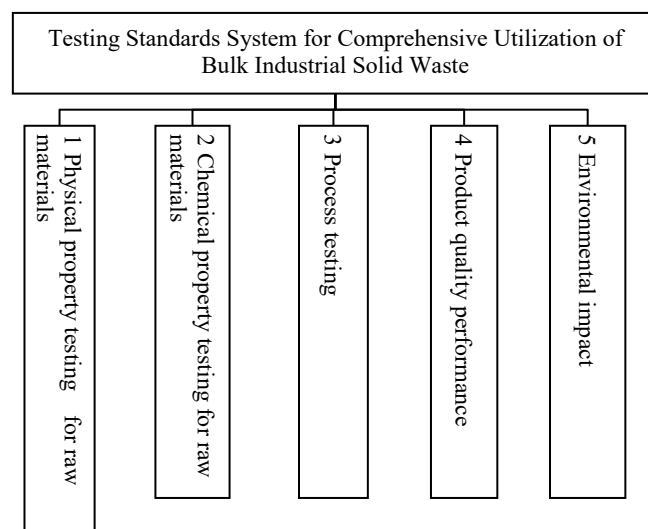 Testing Standards System for Comprehensive Utilization of
Bulk Industrial Solid Waste
1 Physical property testing for raw
materials
2 Chemical property testing for raw
materials
3 Process testing
4 Product quality performance
5 Environmental impact